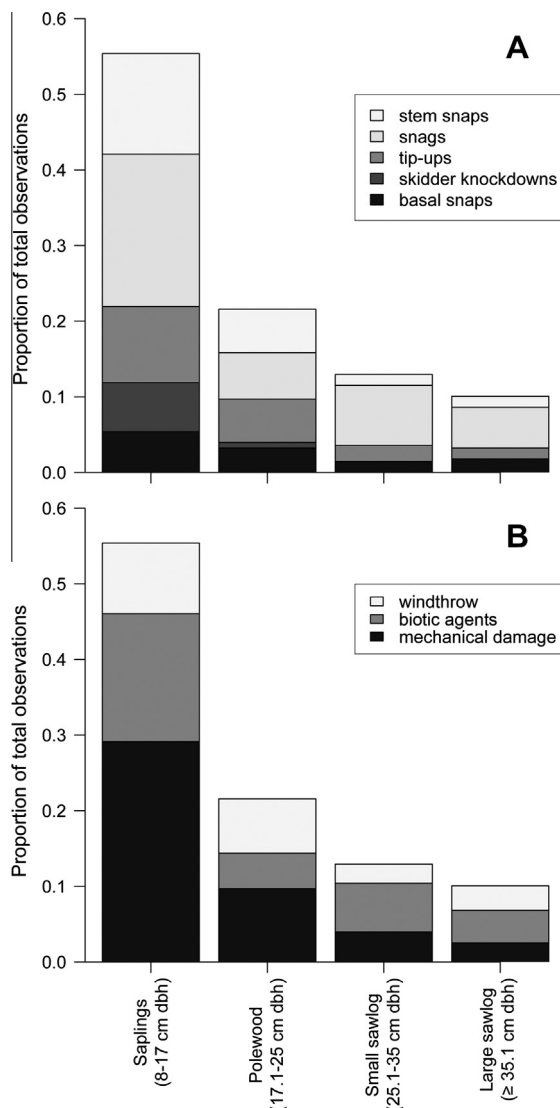 A
stem snaps
snags
tip-ups
skidder knockdowns
basal snaps
Proportion of total observations
0.6
0.5
0.4
0.3
0.2
0.1
0.0
B
windthrow
biotic agents
mechanical damage
Proportion of total observations
0.6
0.5
0.4
0.3
0.2
0.1
0.0
Saplings
(8-17 cm dbh)
Polewood
(17.1-25 cm dbh)
Small sawlog
(25.1-35 cm dbh)
Large sawlog
(≥ 35.1 cm dbh)